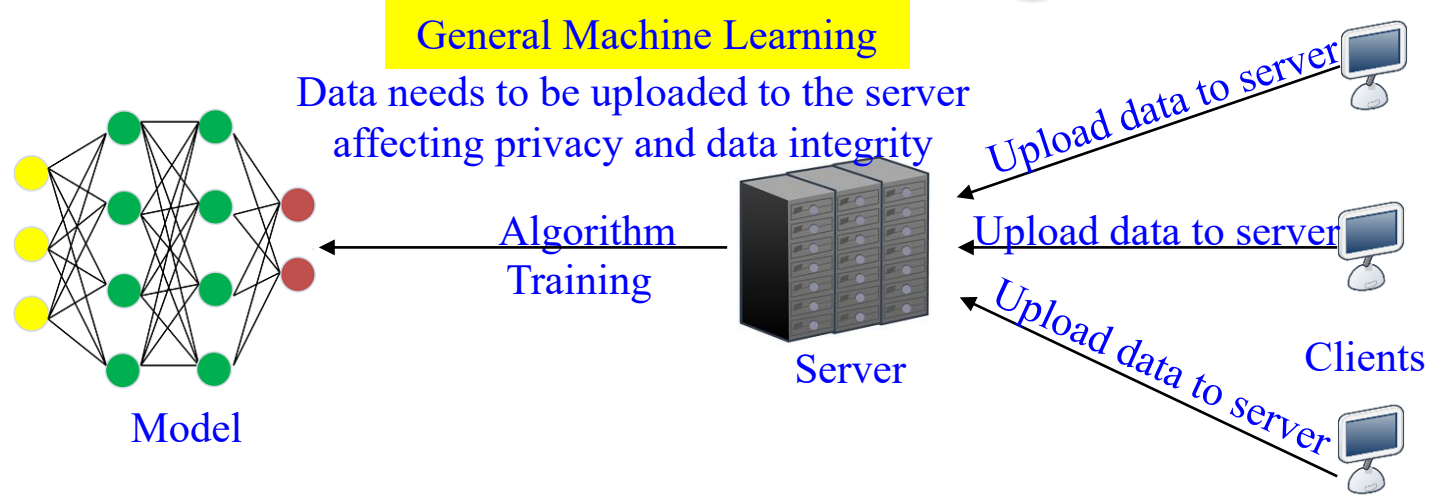 General Machine Learning
Data needs to be uploaded to the server
affecting privacy and data integrity
Upload data to server
Upload data to server
Upload data to server
Algorithm
Training
Server
Clients
Model